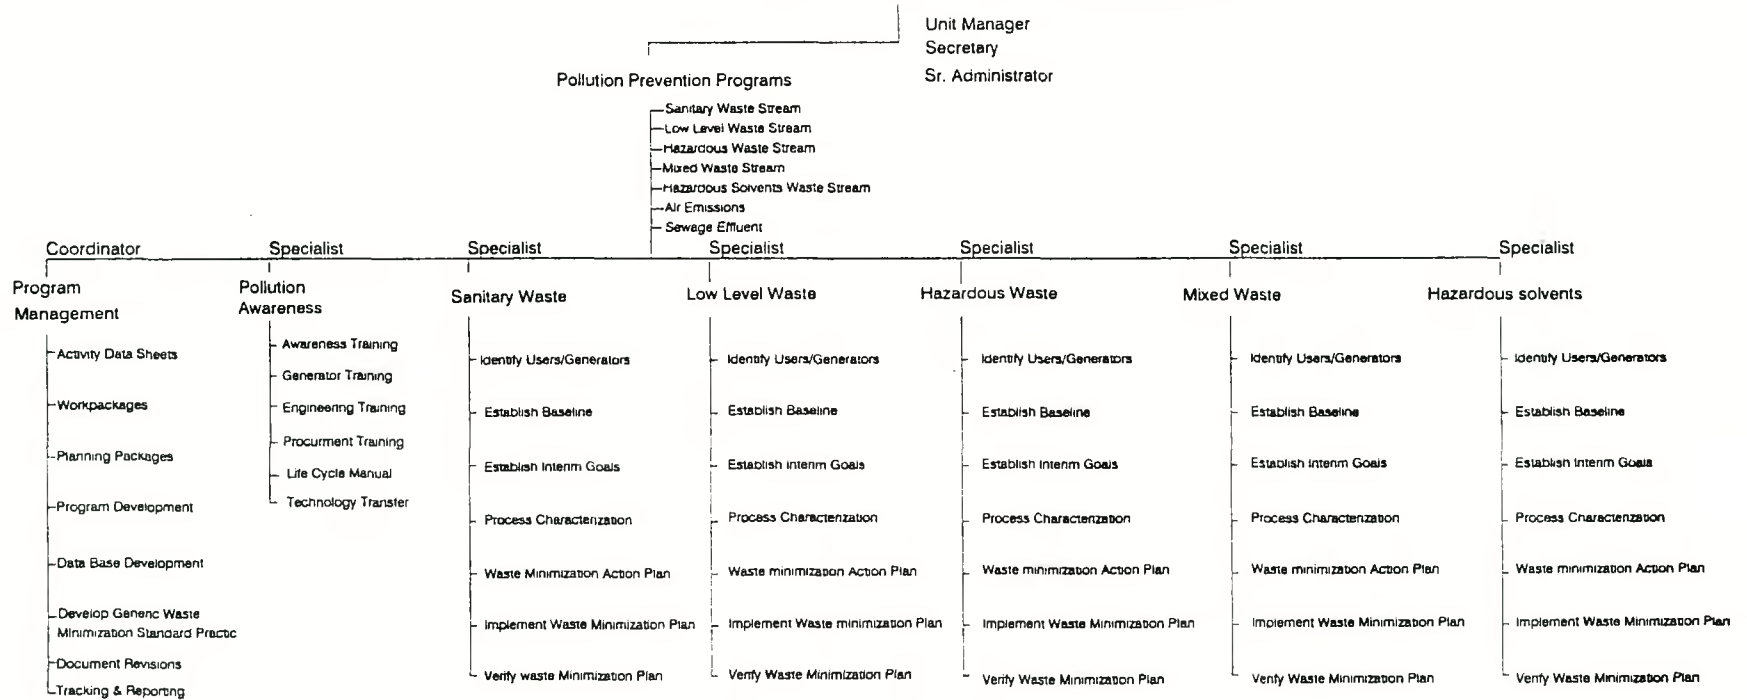 Unit Manager
Secretary
Sr. Administrator
Pollution Prevention Programs
Sanitary Waste Stream
Low Level Waste Stream
Hazardous Waste Stream
Mixed Waste Stream
Hazardous Solvents Waste Stream
Air Emissions
Sewage Effluent
Coordinator
Program
Management
Activity Data Sheets
Workpackages
Planning Packages
Program Development
Data Base Development
Develop Generic Waste
Minimization Standard Practic
Document Revisions
Tracking & Reporting
Specialist
Pollution
Awareness
Awareness Training
Generator Training
Engineering Training
Procurment Training
Life Cycle Manual
Technology Transfer
Specialist
Sanitary Waste
Identify Users/Generators
Establish Baseline
Establish Interim Goals
Process Characterization
Waste Minimization Action Plan
Implement Waste Minimization Plan
Verify waste Minimization Plan
Specialist
Low Level Waste
Identify Users/Generators
Establish Baseline
Establish Interim Goals
Process Characterization
Waste minimization Action Plan
Implement Waste minimization Plan
Verify Waste Minimization Plan
Specialist
Hazardous Waste
Identify Users/Generators
Establish Baseline
Establish Interim Goals
Process Characterization
Waste minimization Action Plan
Implement Waste Minimization Plan
Verify Waste Minimization Plan
Specialist
Mixed Waste
Identify Users/Generators
Establish Baseline
Establish Interim Goals
Process Characterization
Waste minimization Action Plan
Implement Waste Minimization Plan
Verify Waste Minimization Plan
Specialist
Hazardous solvents
Identify Users/Generators
Establish Baseline
Establish Interim Goals
Process Characterization
Waste minimization Action Plan
Implement Waste Minimization Plan
Verify Waste Minimization Plan